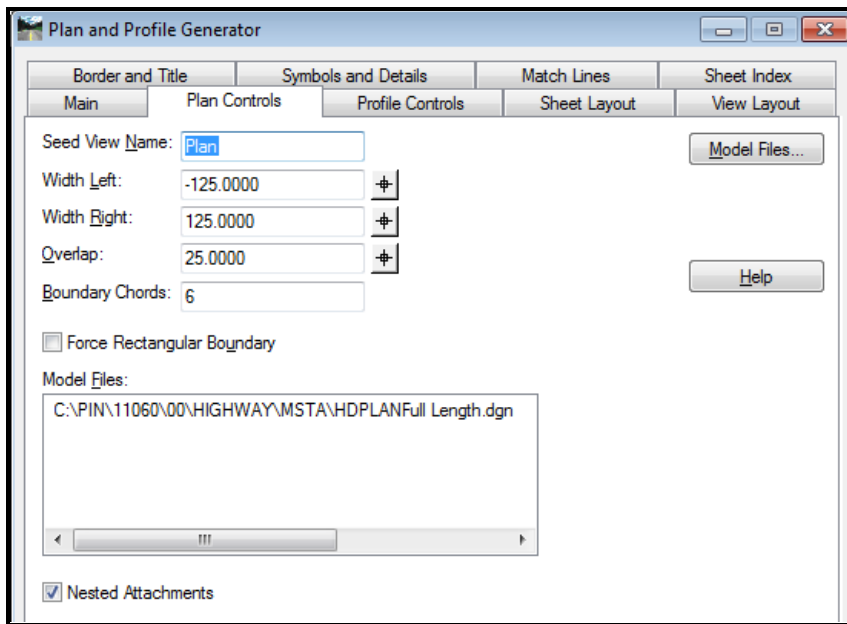 Plan and Profile Generator
Border and Title Symbols and Details Match Lines Sheet Index
Main Plan Controls Profile Controls Sheet Layout View Layout
Seed View Name: Plan Model Files...
Width Left: -125.0000
Width Right: 125.0000
Overlap: 25.0000
Help
Boundary Chords: 6
Force Rectangular Boundary
Model Files:
C:\PIN\11060\00\HIGHWAY\MSTA\HDPLANFull Length.dgn
Nested Attachments